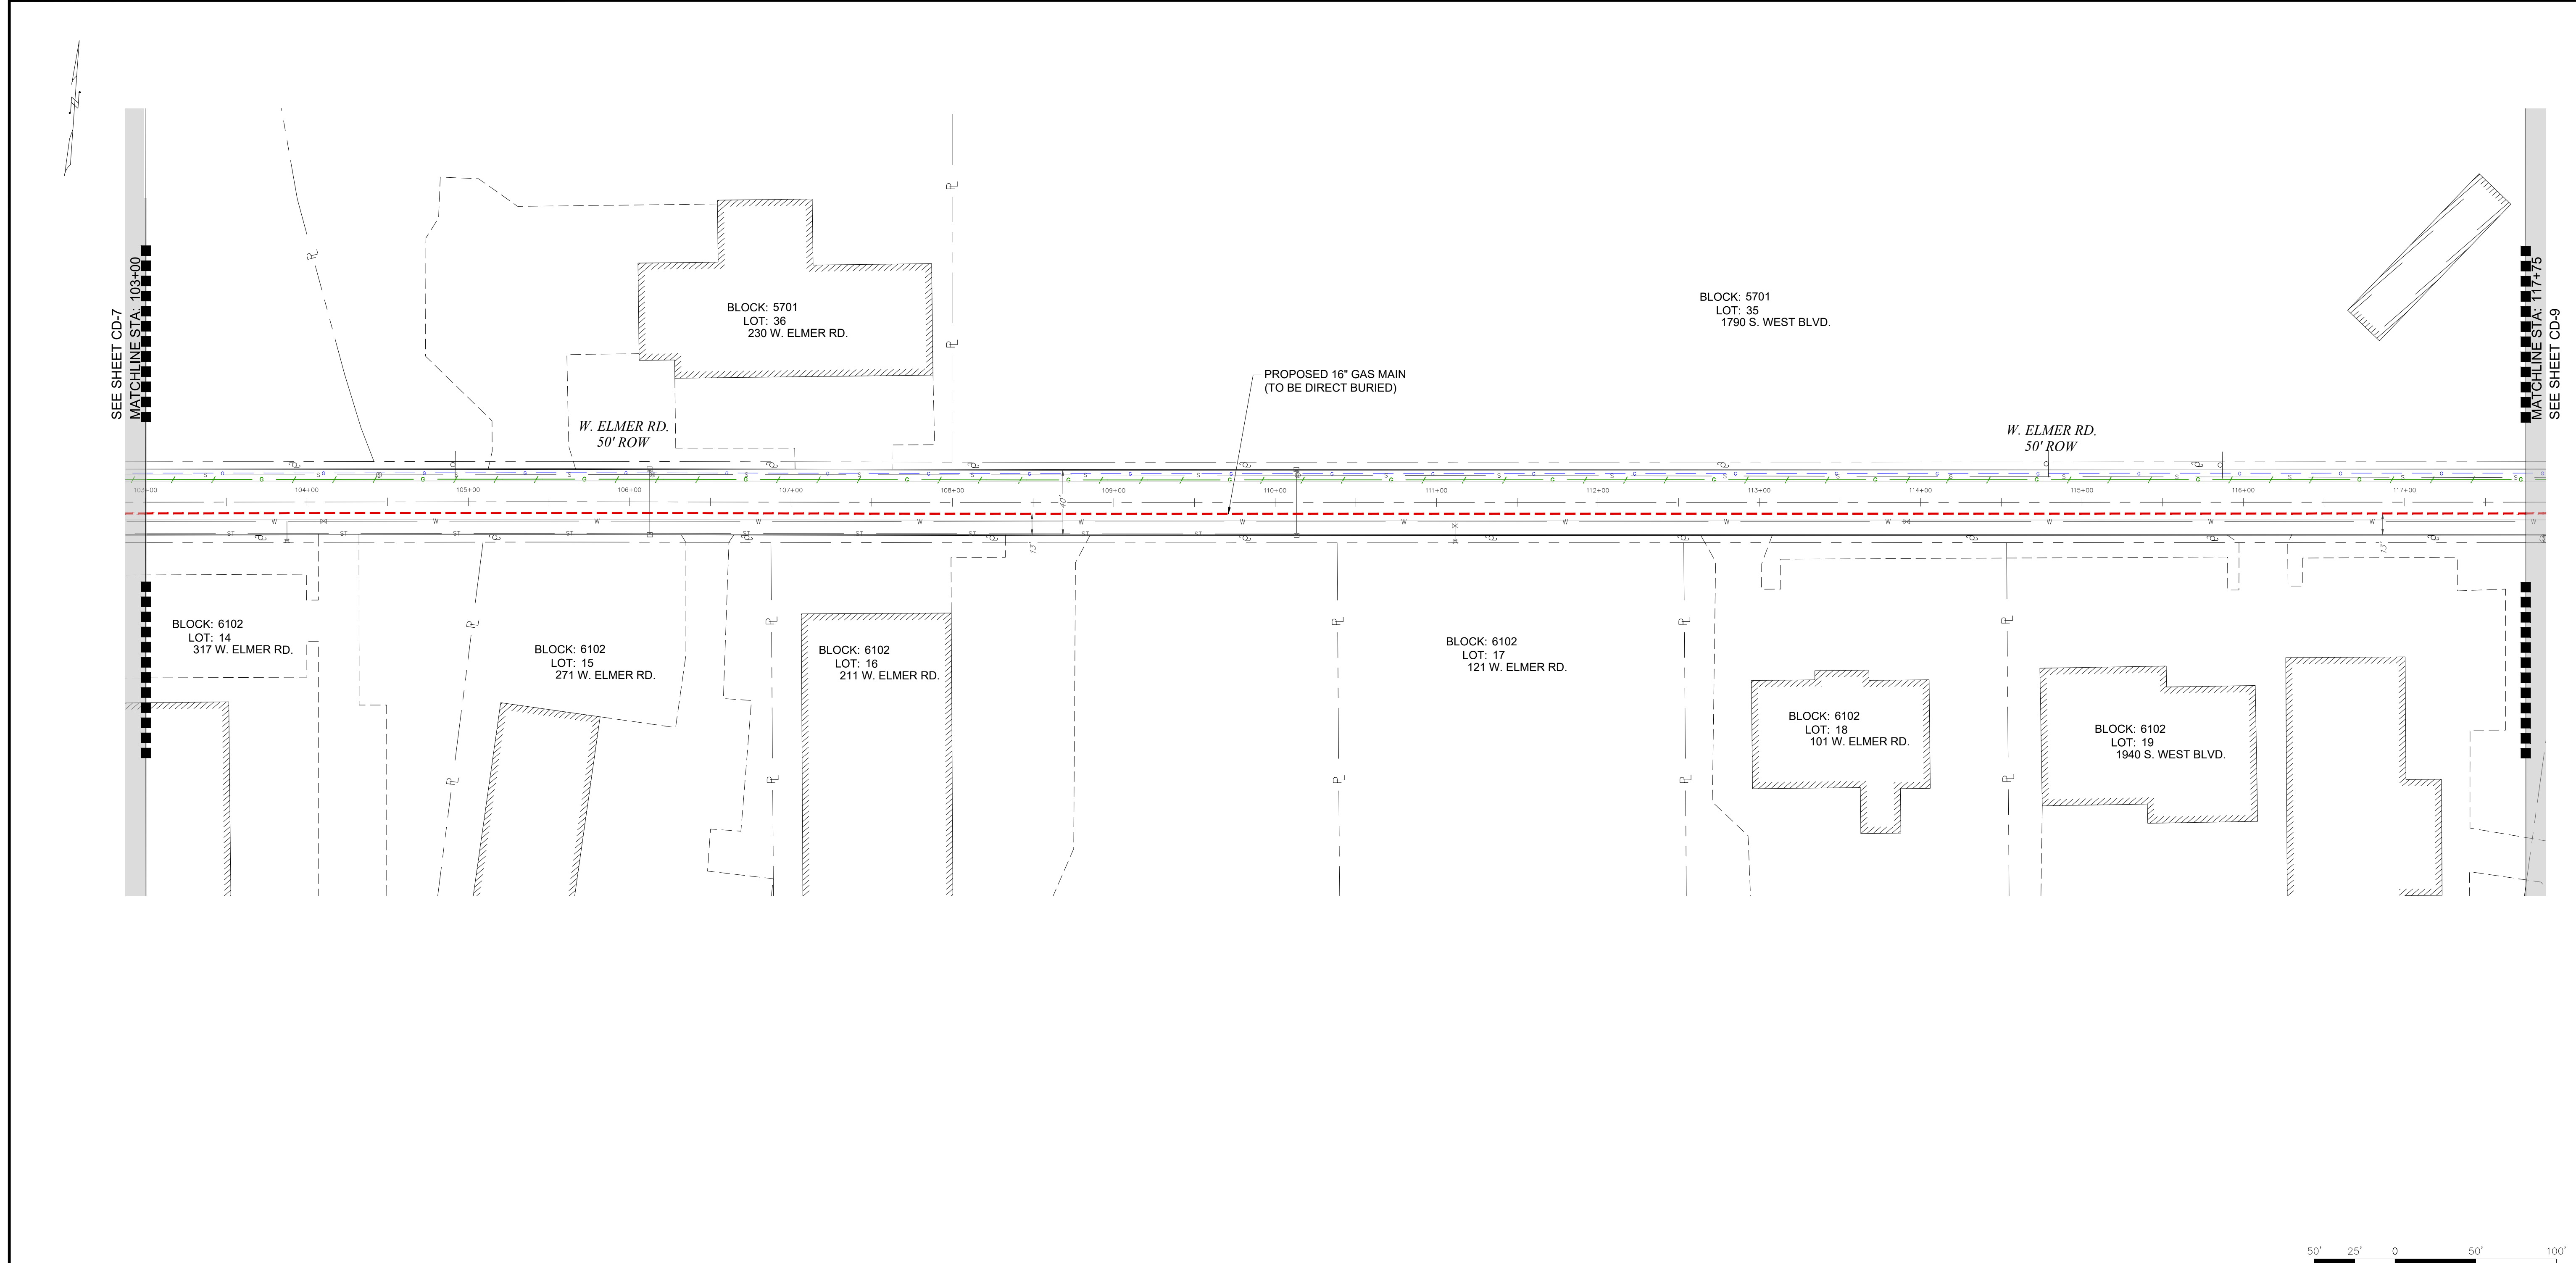 SEE SHEET CD-7
MATCHLINE STA: 103+00
BLOCK: 5701
LOT: 36
230 W. ELMER RD.
BLOCK: 5701
LOT: 35
1790 S. WEST BLVD.
MATCHLINE STA: 117+75
SEE SHEET CD-9
PROPOSED 16" GAS MAIN
(TO BE DIRECT BURIED)
W. ELMER RD.
50' ROW
W. ELMER RD.
50' ROW
103+00 104+00 105+00 106+00 107+00 108+00 109+00 110+00 111+00 112+00 113+00 114+00 115+00 116+00 117+00
40'
13'
13'
BLOCK: 6102
LOT: 14
317 W. ELMER RD.
BLOCK: 6102
LOT: 15
271 W. ELMER RD.
BLOCK: 6102
LOT: 16
211 W. ELMER RD.
BLOCK: 6102
LOT: 17
121 W. ELMER RD.
BLOCK: 6102
LOT: 18
101 W. ELMER RD.
BLOCK: 6102
LOT: 19
1940 S. WEST BLVD.
50' 25' 0 50' 100'